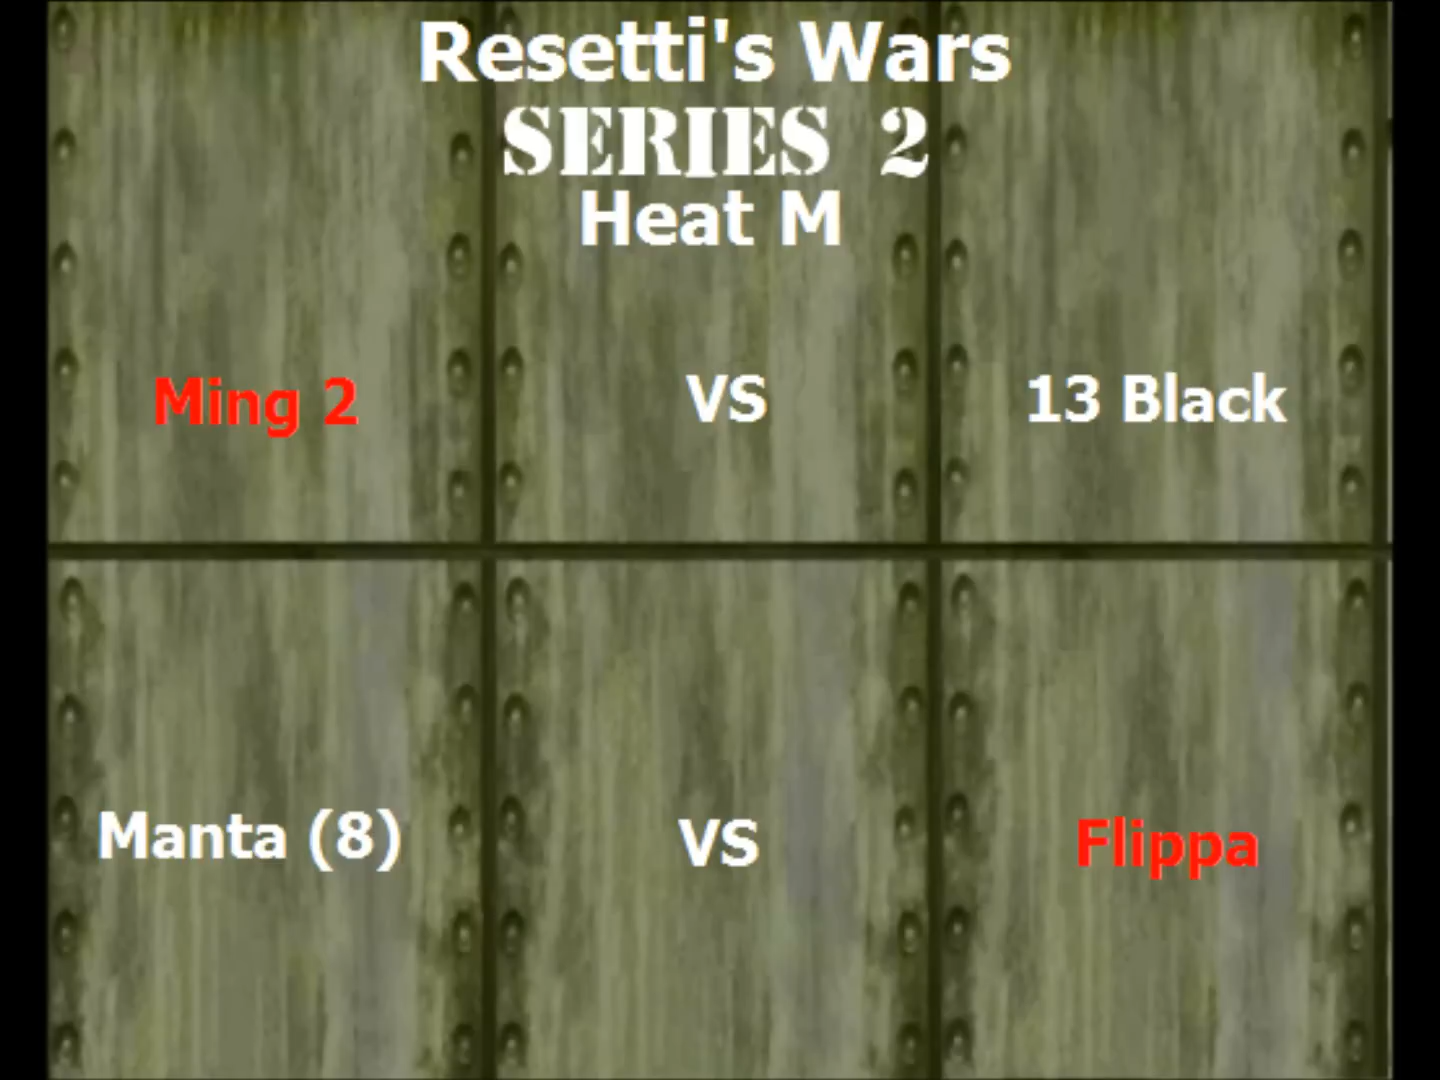 Resetti's Wars
SERIES 2
Heat M
Ming 2 VS 13 Black
Manta (8) VS Flippa